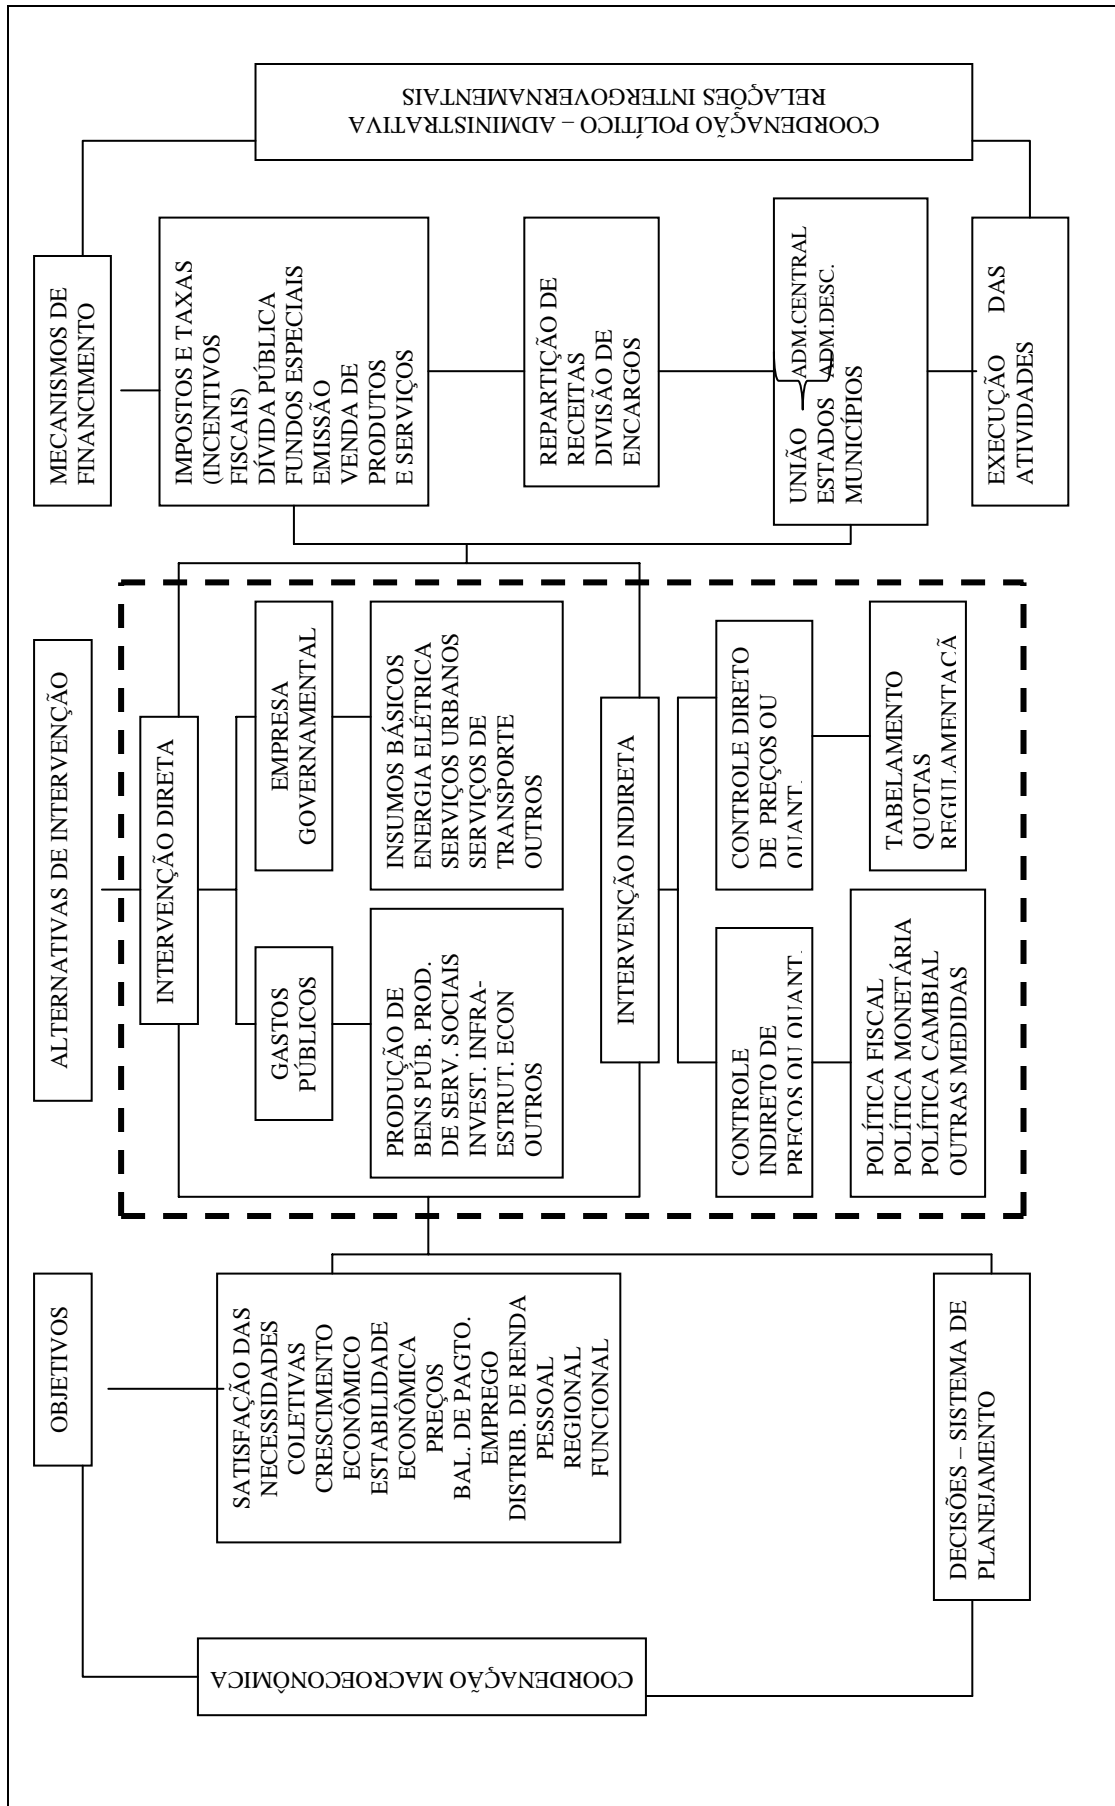 COORDENAÇÃO MACROECONÔMICA
OBJETIVOS
SATISFAÇÃO DAS
NECESSIDADES
COLETIVAS
CRESCIMENTO
ECONÔMICO
ESTABILIDADE
ECONÔMICA
PREÇOS
BAL. DE PAGTO.
EMPREGO
DISTRIB. DE RENDA
PESSOAL
REGIONAL
FUNCIONAL
DECISÕES – SISTEMA DE
PLANEJAMENTO
ALTERNATIVAS DE INTERVENÇÃO
INTERVENÇÃO DIRETA
GASTOS
PÚBLICOS
PRODUÇÃO DE
BENS PÚB. PROD.
DE SERV. SOCIAIS
INVEST. INFRA-
ESTRUT. ECON
OUTROS
EMPRESA
GOVERNAMENTAL
INSUMOS BÁSICOS
ENERGIA ELÉTRICA
SERVIÇOS URBANOS
SERVIÇOS DE
TRANSPORTE
OUTROS
INTERVENÇÃO INDIRETA
CONTROLE
INDIRETO DE
PREÇOS OU QUANT.
POLÍTICA FISCAL
POLÍTICA MONETÁRIA
POLÍTICA CAMBIAL
OUTRAS MEDIDAS
CONTROLE DIRETO
DE PREÇOS OU
QUANT.
TABELAMENTO
QUOTAS
REGULAMENTAÇÃ
MECANISMOS DE
FINANCIMENTO
IMPOSTOS E TAXAS
(INCENTIVOS
FISCAIS)
DÍVIDA PÚBLICA
FUNDOS ESPECIAIS
EMISSÃO
VENDA DE
PRODUTOS
E SERVIÇOS
REPARTIÇÃO DE
RECEITAS
DIVISÃO DE
ENCARGOS
UNIÃO ADM.CENTRAL
ESTADOS ADM.DESC.
MUNICÍPIOS
EXECUÇÃO DAS
ATIVIDADES
COORDENAÇÃO POLÍTICO – ADMINISTRATIVA
RELAÇÕES INTERGOVERNAMENTAIS